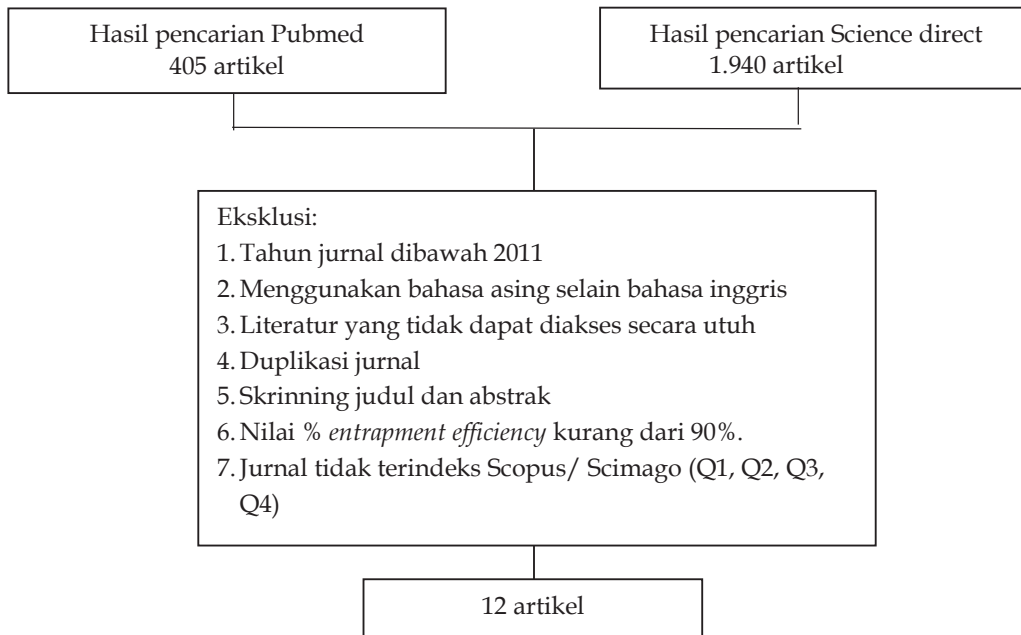 Hasil pencarian Pubmed
405 artikel
Hasil pencarian Science direct
1.940 artikel
Eksklusi:
1. Tahun jurnal dibawah 2011
2. Menggunakan bahasa asing selain bahasa inggris
3. Literatur yang tidak dapat diakses secara utuh
4. Duplikasi jurnal
5. Skrinning judul dan abstrak
6. Nilai % entrapment efficiency kurang dari 90%.
7. Jurnal tidak terindeks Scopus/ Scimago (Q1, Q2, Q3,
Q4)
12 artikel